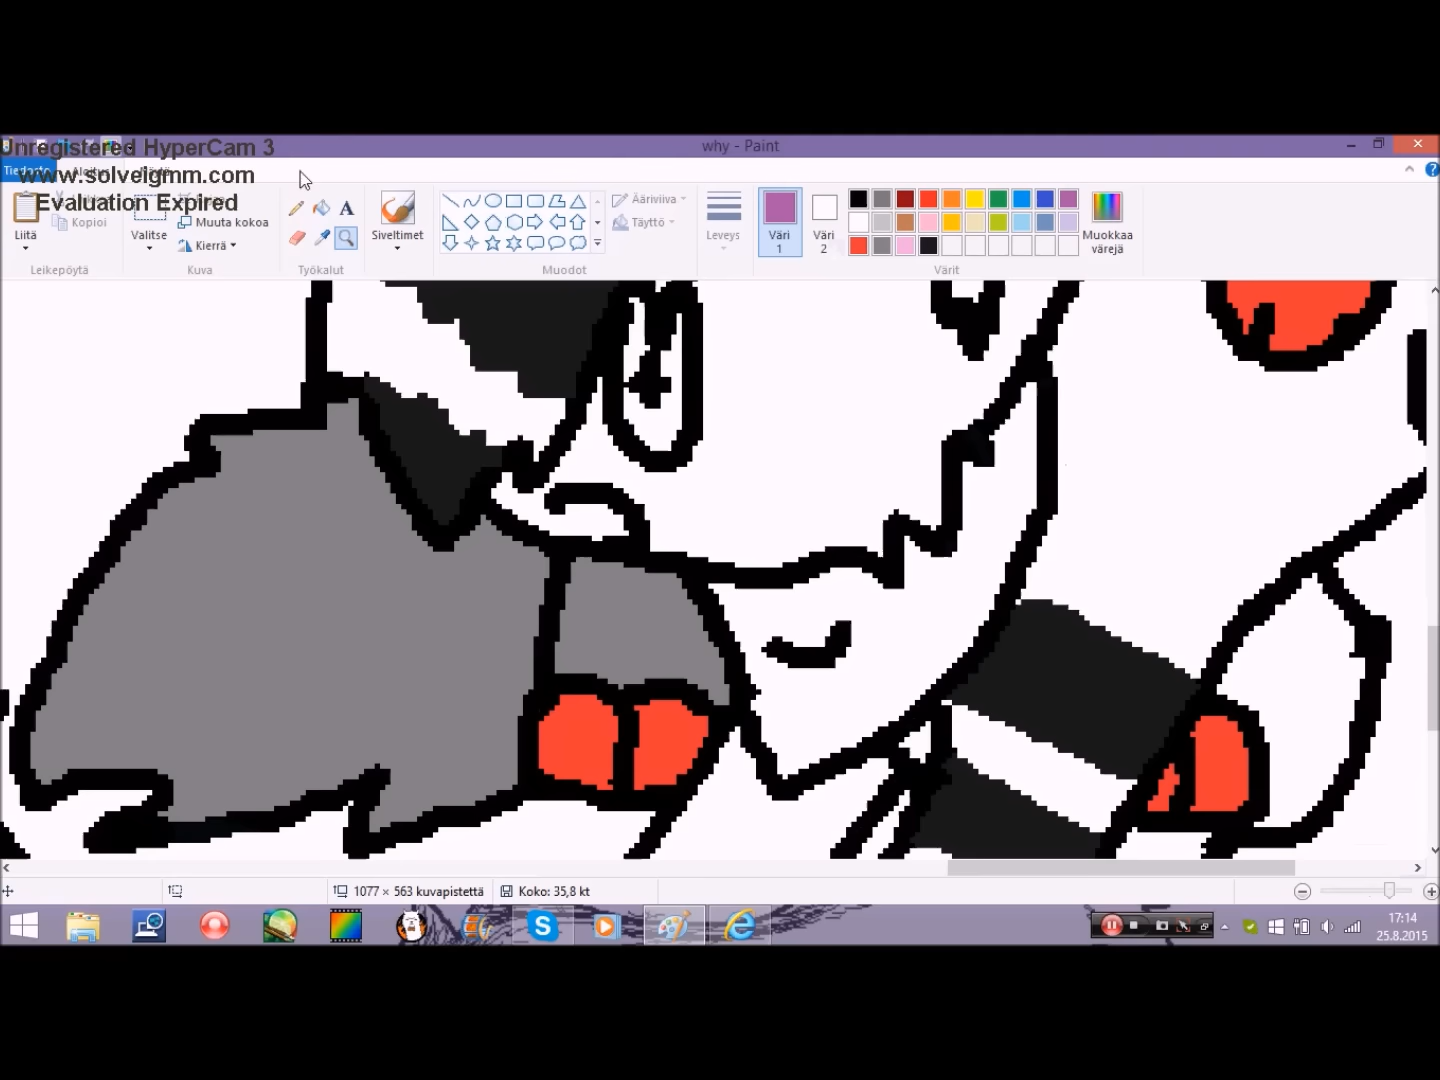 Unregistered HyperCam 3
why - Paint
Tiedosto
www.solveigmm.com
Evaluation Expired
Liitä
Kopioi
Leikepöytä
Valitse
Muuta kokoa
Kierrä
Kuva
A
Työkalut
Siveltimet
Muodot
Ääriviiva
Täyttö
Leveys
Väri
1
Väri
2
Värit
Muokkaa
värejä
1077 × 563 kuvapistettä
Koko: 35,8 kt
17:14
25.8.2015